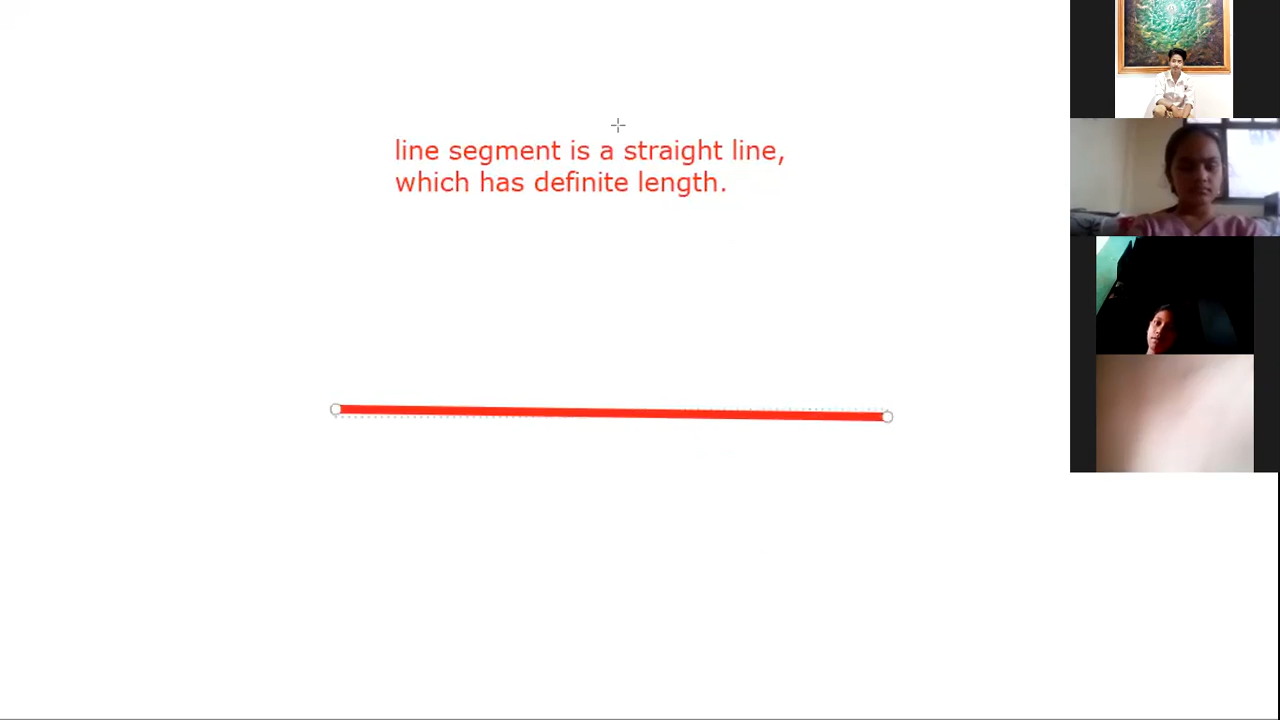 line segment is a straight line,
which has definite length.